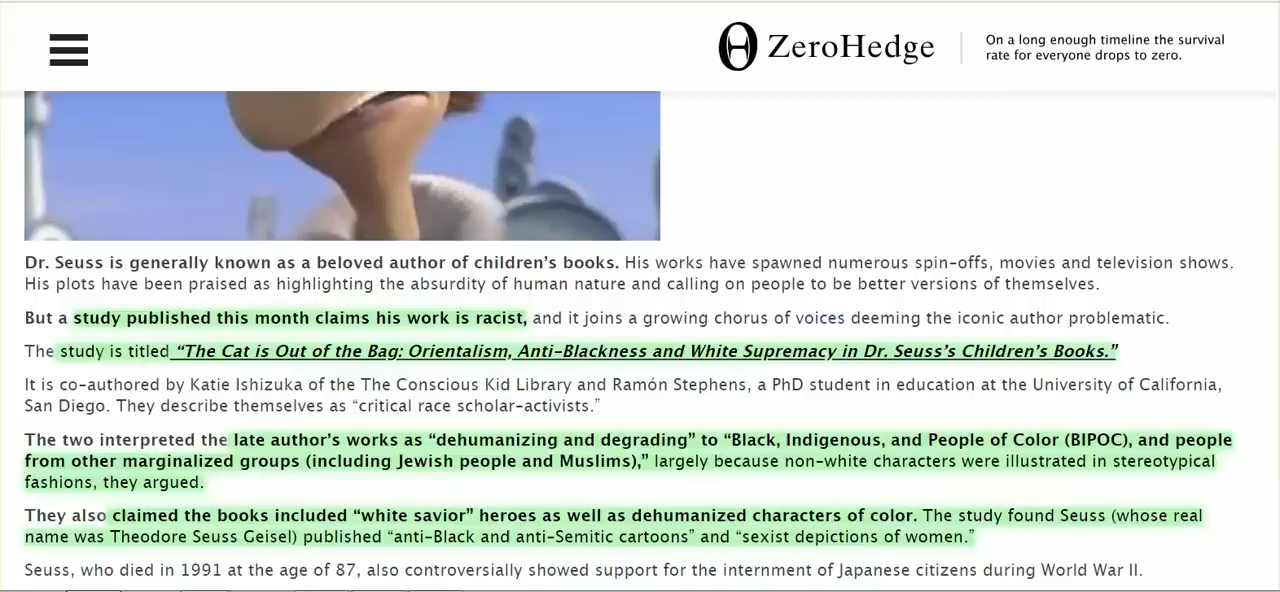 ZeroHedge
On a long enough timeline the survival
rate for everyone drops to zero.
Dr. Seuss is generally known as a beloved author of children's books. His works have spawned numerous spin-offs, movies and television shows.
His plots have been praised as highlighting the absurdity of human nature and calling on people to be better versions of themselves.
But a study published this month claims his work is racist, and it joins a growing chorus of voices deeming the iconic author problematic.
The study is titled “The Cat is Out of the Bag: Orientalism, Anti-Blackness and White Supremacy in Dr. Seuss's Children's Books.”
It is co-authored by Katie Ishizuka of the The Conscious Kid Library and Ramón Stephens, a PhD student in education at the University of California,
San Diego. They describe themselves as “critical race scholar-activists.”
The two interpreted the late author's works as “dehumanizing and degrading” to “Black, Indigenous, and People of Color (BIPOC), and people
from other marginalized groups (including Jewish people and Muslims),” largely because non-white characters were illustrated in stereotypical
fashions, they argued.
They also claimed the books included “white savior” heroes as well as dehumanized characters of color. The study found Seuss (whose real
name was Theodore Seuss Geisel) published “anti-Black and anti-Semitic cartoons” and “sexist depictions of women.”
Seuss, who died in 1991 at the age of 87, also controversially showed support for the internment of Japanese citizens during World War II.